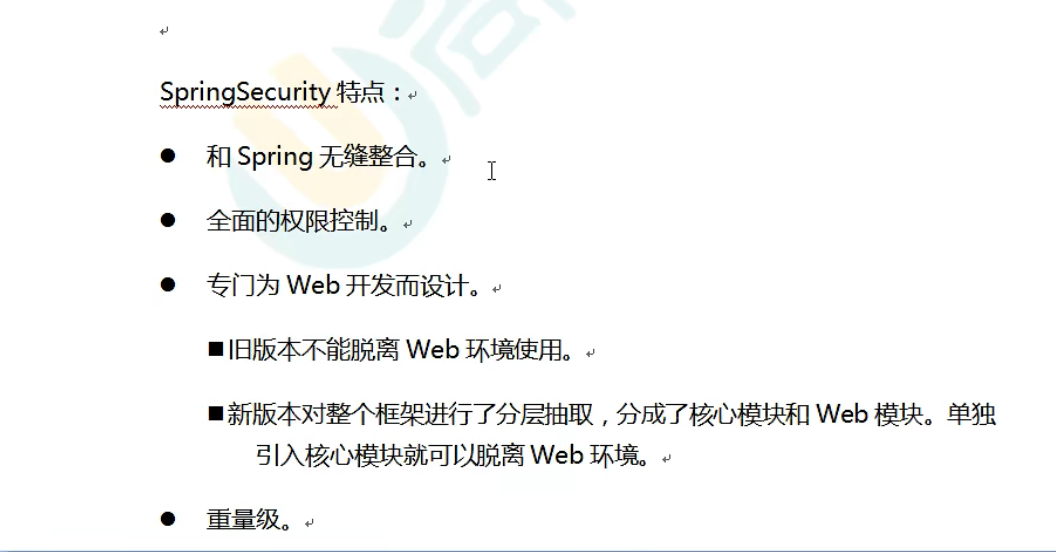 SpringSecurity 特点：
● 和 Spring 无缝整合。
● 全面的权限控制。
● 专门为 Web 开发而设计。
■旧版本不能脱离 Web 环境使用。
■新版本对整个框架进行了分层抽取，分成了核心模块和 Web 模块。单独
引入核心模块就可以脱离 Web 环境。
● 重量级。